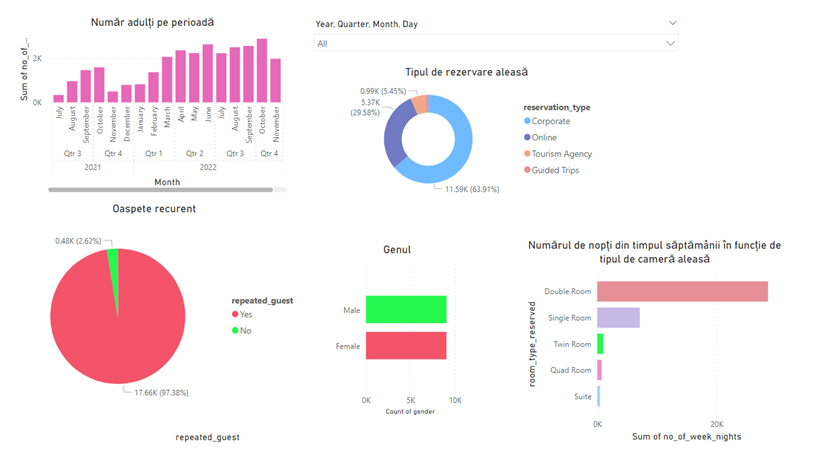 Număr adulți pe perioadă
Sum of no_of_...
2K
0K
July
August
September
October
November
December
January
February
March
April
May
June
July
August
September
October
November
Qtr 3
Qtr 4
Qtr 1
Qtr 2
Qtr 3
Qtr 4
2021
2022
Month
Year, Quarter, Month, Day
All
Tipul de rezervare aleasă
0.99K (5.45%)
5.37K
(29.58%)
11.59K (63.91%)
reservation_type
Corporate
Online
Tourism Agency
Guided Trips
Oaspete recurent
0.48K (2.62%)
17.66K (97.38%)
repeated_guest
Yes
No
repeated_guest
Genul
Male
Female
0K
5K
10K
Count of gender
Numărul de nopți din timpul săptămânii în funcție de
tipul de cameră aleasă
room_type_reserved
Double Room
Single Room
Twin Room
Quad Room
Suite
0K
20K
Sum of no_of_week_nights